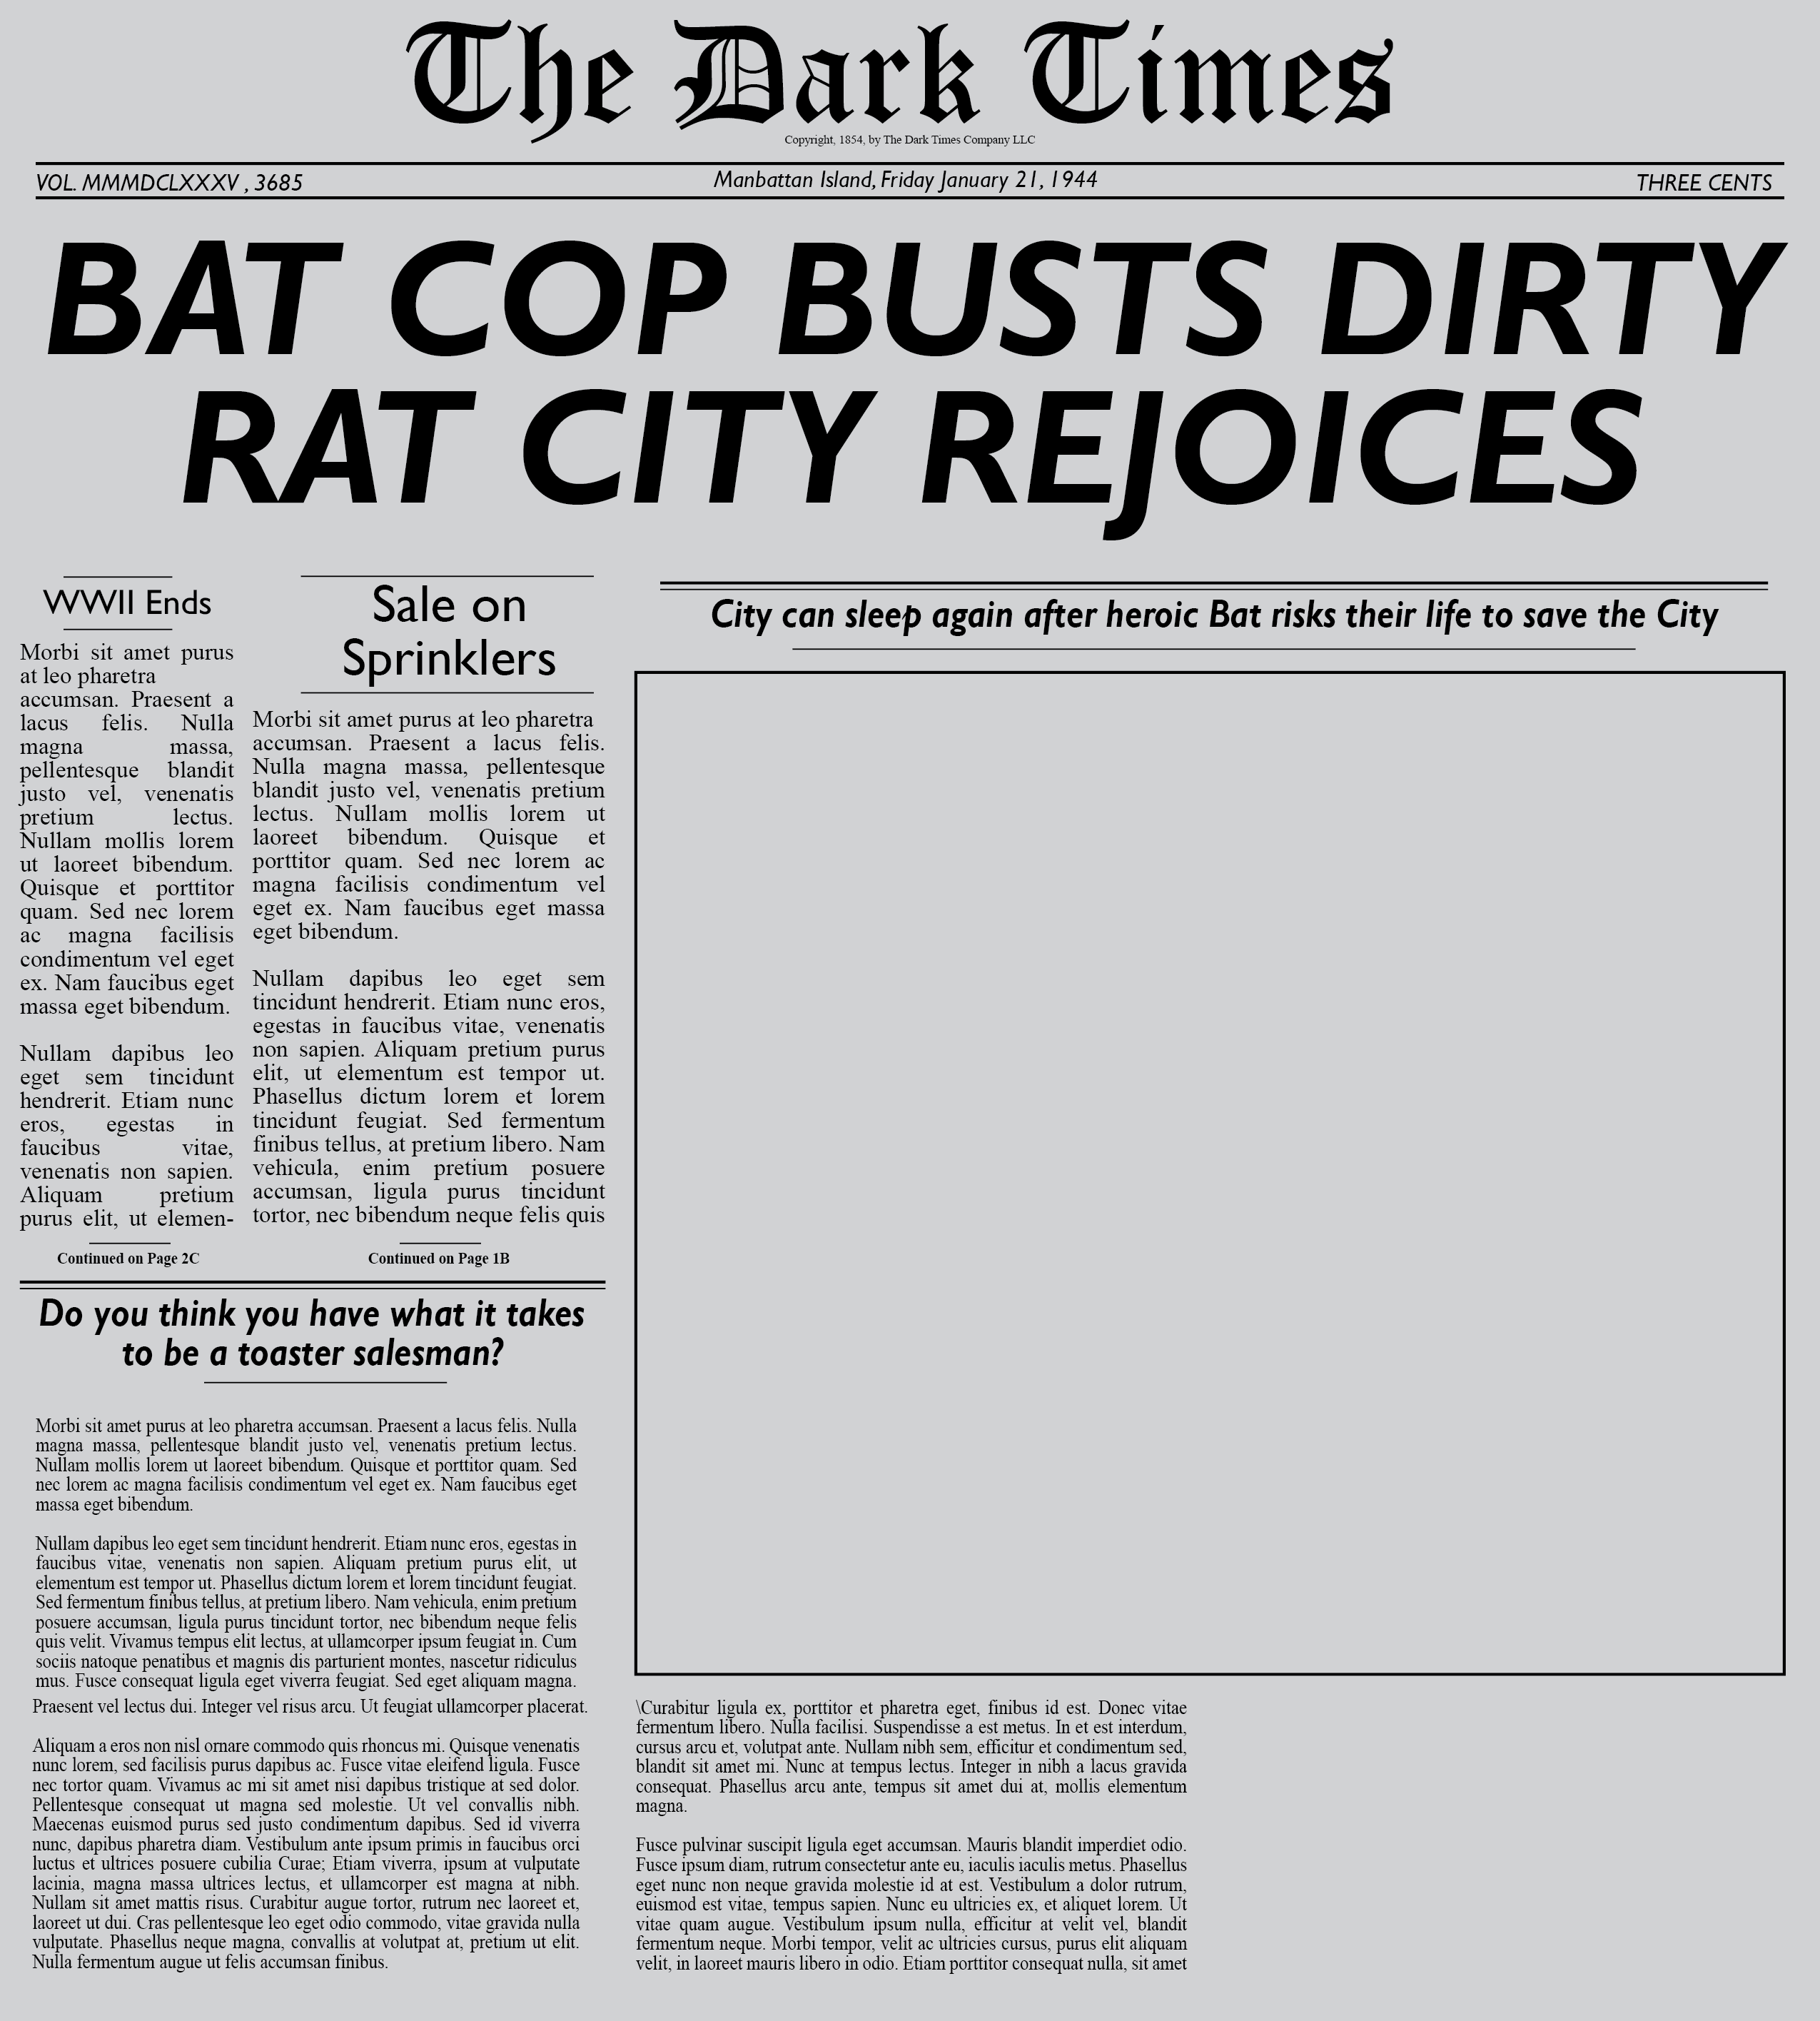 The Dark Times
Copyright, 1854, by The Dark Times Company LLC
VOL. MMMDCLXXXV , 3685
Manbattan Island, Friday January 21, 1944
THREE CENTS
BAT COP BUSTS DIRTY
RAT CITY REJOICES
WWII Ends
Morbi sit amet purus
at leo pharetra
accumsan. Praesent a
lacus felis. Nulla
magna massa,
pellentesque blandit
justo vel, venenatis
pretium lectus.
Nullam mollis lorem
ut laoreet bibendum.
Quisque et porttitor
quam. Sed nec lorem
ac magna facilisis
condimentum vel eget
ex. Nam faucibus eget
massa eget bibendum.
Nullam dapibus leo
eget sem tincidunt
hendrerit. Etiam nunc
eros, egestas in
faucibus vitae,
venenatis non sapien.
Aliquam pretium
purus elit, ut elemen-
Continued on Page 2C
Sale on
Sprinklers
Morbi sit amet purus at leo pharetra
accumsan. Praesent a lacus felis.
Nulla magna massa, pellentesque
blandit justo vel, venenatis pretium
lectus. Nullam mollis lorem ut
laoreet bibendum. Quisque et
porttitor quam. Sed nec lorem ac
magna facilisis condimentum vel
eget ex. Nam faucibus eget massa
eget bibendum.
Nullam dapibus leo eget sem
tincidunt hendrerit. Etiam nunc eros,
egestas in faucibus vitae, venenatis
non sapien. Aliquam pretium purus
elit, ut elementum est tempor ut.
Phasellus dictum lorem et lorem
tincidunt feugiat. Sed fermentum
finibus tellus, at pretium libero. Nam
vehicula, enim pretium posuere
accumsan, ligula purus tincidunt
tortor, nec bibendum neque felis quis
Continued on Page 1B
Do you think you have what it takes
to be a toaster salesman?
Morbi sit amet purus at leo pharetra accumsan. Praesent a lacus felis. Nulla
magna massa, pellentesque blandit justo vel, venenatis pretium lectus.
Nullam mollis lorem ut laoreet bibendum. Quisque et porttitor quam. Sed
nec lorem ac magna facilisis condimentum vel eget ex. Nam faucibus eget
massa eget bibendum.
Nullam dapibus leo eget sem tincidunt hendrerit. Etiam nunc eros, egestas in
faucibus vitae, venenatis non sapien. Aliquam pretium purus elit, ut
elementum est tempor ut. Phasellus dictum lorem et lorem tincidunt feugiat.
Sed fermentum finibus tellus, at pretium libero. Nam vehicula, enim pretium
posuere accumsan, ligula purus tincidunt tortor, nec bibendum neque felis
quis velit. Vivamus tempus elit lectus, at ullamcorper ipsum feugiat in. Cum
sociis natoque penatibus et magnis dis parturient montes, nascetur ridiculus
mus. Fusce consequat ligula eget viverra feugiat. Sed eget aliquam magna.
Praesent vel lectus dui. Integer vel risus arcu. Ut feugiat ullamcorper placerat.
Aliquam a eros non nisl ornare commodo quis rhoncus mi. Quisque venenatis
nunc lorem, sed facilisis purus dapibus ac. Fusce vitae eleifend ligula. Fusce
nec tortor quam. Vivamus ac mi sit amet nisi dapibus tristique at sed dolor.
Pellentesque consequat ut magna sed molestie. Ut vel convallis nibh.
Maecenas euismod purus sed justo condimentum dapibus. Sed id viverra
nunc, dapibus pharetra diam. Vestibulum ante ipsum primis in faucibus orci
luctus et ultrices posuere cubilia Curae; Etiam viverra, ipsum at vulputate
lacinia, magna massa ultrices lectus, et ullamcorper est magna at nibh.
Nullam sit amet mattis risus. Curabitur augue tortor, rutrum nec laoreet et,
laoreet ut dui. Cras pellentesque leo eget odio commodo, vitae gravida nulla
vulputate. Phasellus neque magna, convallis at volutpat at, pretium ut elit.
Nulla fermentum augue ut felis accumsan finibus.
City can sleep again after heroic Bat risks their life to save the City
\Curabitur ligula ex, porttitor et pharetra eget, finibus id est. Donec vitae
fermentum libero. Nulla facilisi. Suspendisse a est metus. In et est interdum,
cursus arcu et, volutpat ante. Nullam nibh sem, efficitur et condimentum sed,
blandit sit amet mi. Nunc at tempus lectus. Integer in nibh a lacus gravida
consequat. Phasellus arcu ante, tempus sit amet dui at, mollis elementum
magna.
Fusce pulvinar suscipit ligula eget accumsan. Mauris blandit imperdiet odio.
Fusce ipsum diam, rutrum consectetur ante eu, iaculis iaculis metus. Phasellus
eget nunc non neque gravida molestie id at est. Vestibulum a dolor rutrum,
euismod est vitae, tempus sapien. Nunc eu ultricies ex, et aliquet lorem. Ut
vitae quam augue. Vestibulum ipsum nulla, efficitur at velit vel, blandit
fermentum neque. Morbi tempor, velit ac ultricies cursus, purus elit aliquam
velit, in laoreet mauris libero in odio. Etiam porttitor consequat nulla, sit amet